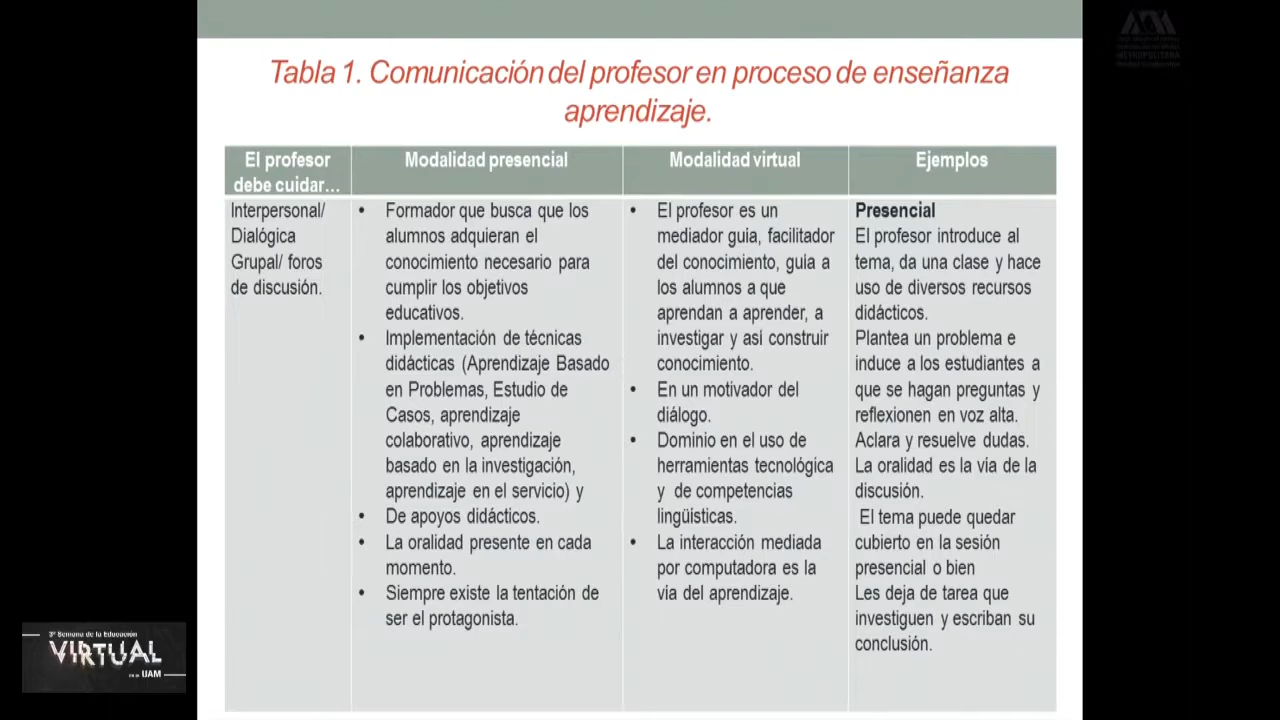 Tabla 1. Comunicación del profesor en proceso de enseñanza
aprendizaje.
El profesor
debe cuidar…
Modalidad presencial
Modalidad virtual
Ejemplos
Interpersonal/
Dialógica
Grupal/ foros
de discusión.
• Formador que busca que los
alumnos adquieran el
conocimiento necesario para
cumplir los objetivos
educativos.
• Implementación de técnicas
didácticas (Aprendizaje Basado
en Problemas, Estudio de
Casos, aprendizaje
colaborativo, aprendizaje
basado en la investigación,
aprendizaje en el servicio) y
• De apoyos didácticos.
• La oralidad presente en cada
momento.
• Siempre existe la tentación de
ser el protagonista.
• El profesor es un
mediador guía, facilitador
del conocimiento, guía a
los alumnos a que
aprendan a aprender, a
investigar y así construir
conocimiento.
• En un motivador del
diálogo.
• Dominio en el uso de
herramientas tecnológica
y de competencias
lingüísticas.
• La interacción mediada
por computadora es la
vía del aprendizaje.
Presencial
El profesor introduce al
tema, da una clase y hace
uso de diversos recursos
didácticos.
Plantea un problema e
induce a los estudiantes a
que se hagan preguntas y
reflexionen en voz alta.
Aclara y resuelve dudas.
La oralidad es la vía de la
discusión.
El tema puede quedar
cubierto en la sesión
presencial o bien
Les deja de tarea que
investiguen y escriban su
conclusión.
3ª Semana de la Educación
VIRTUAL
en la UAM
METROPOLITANA